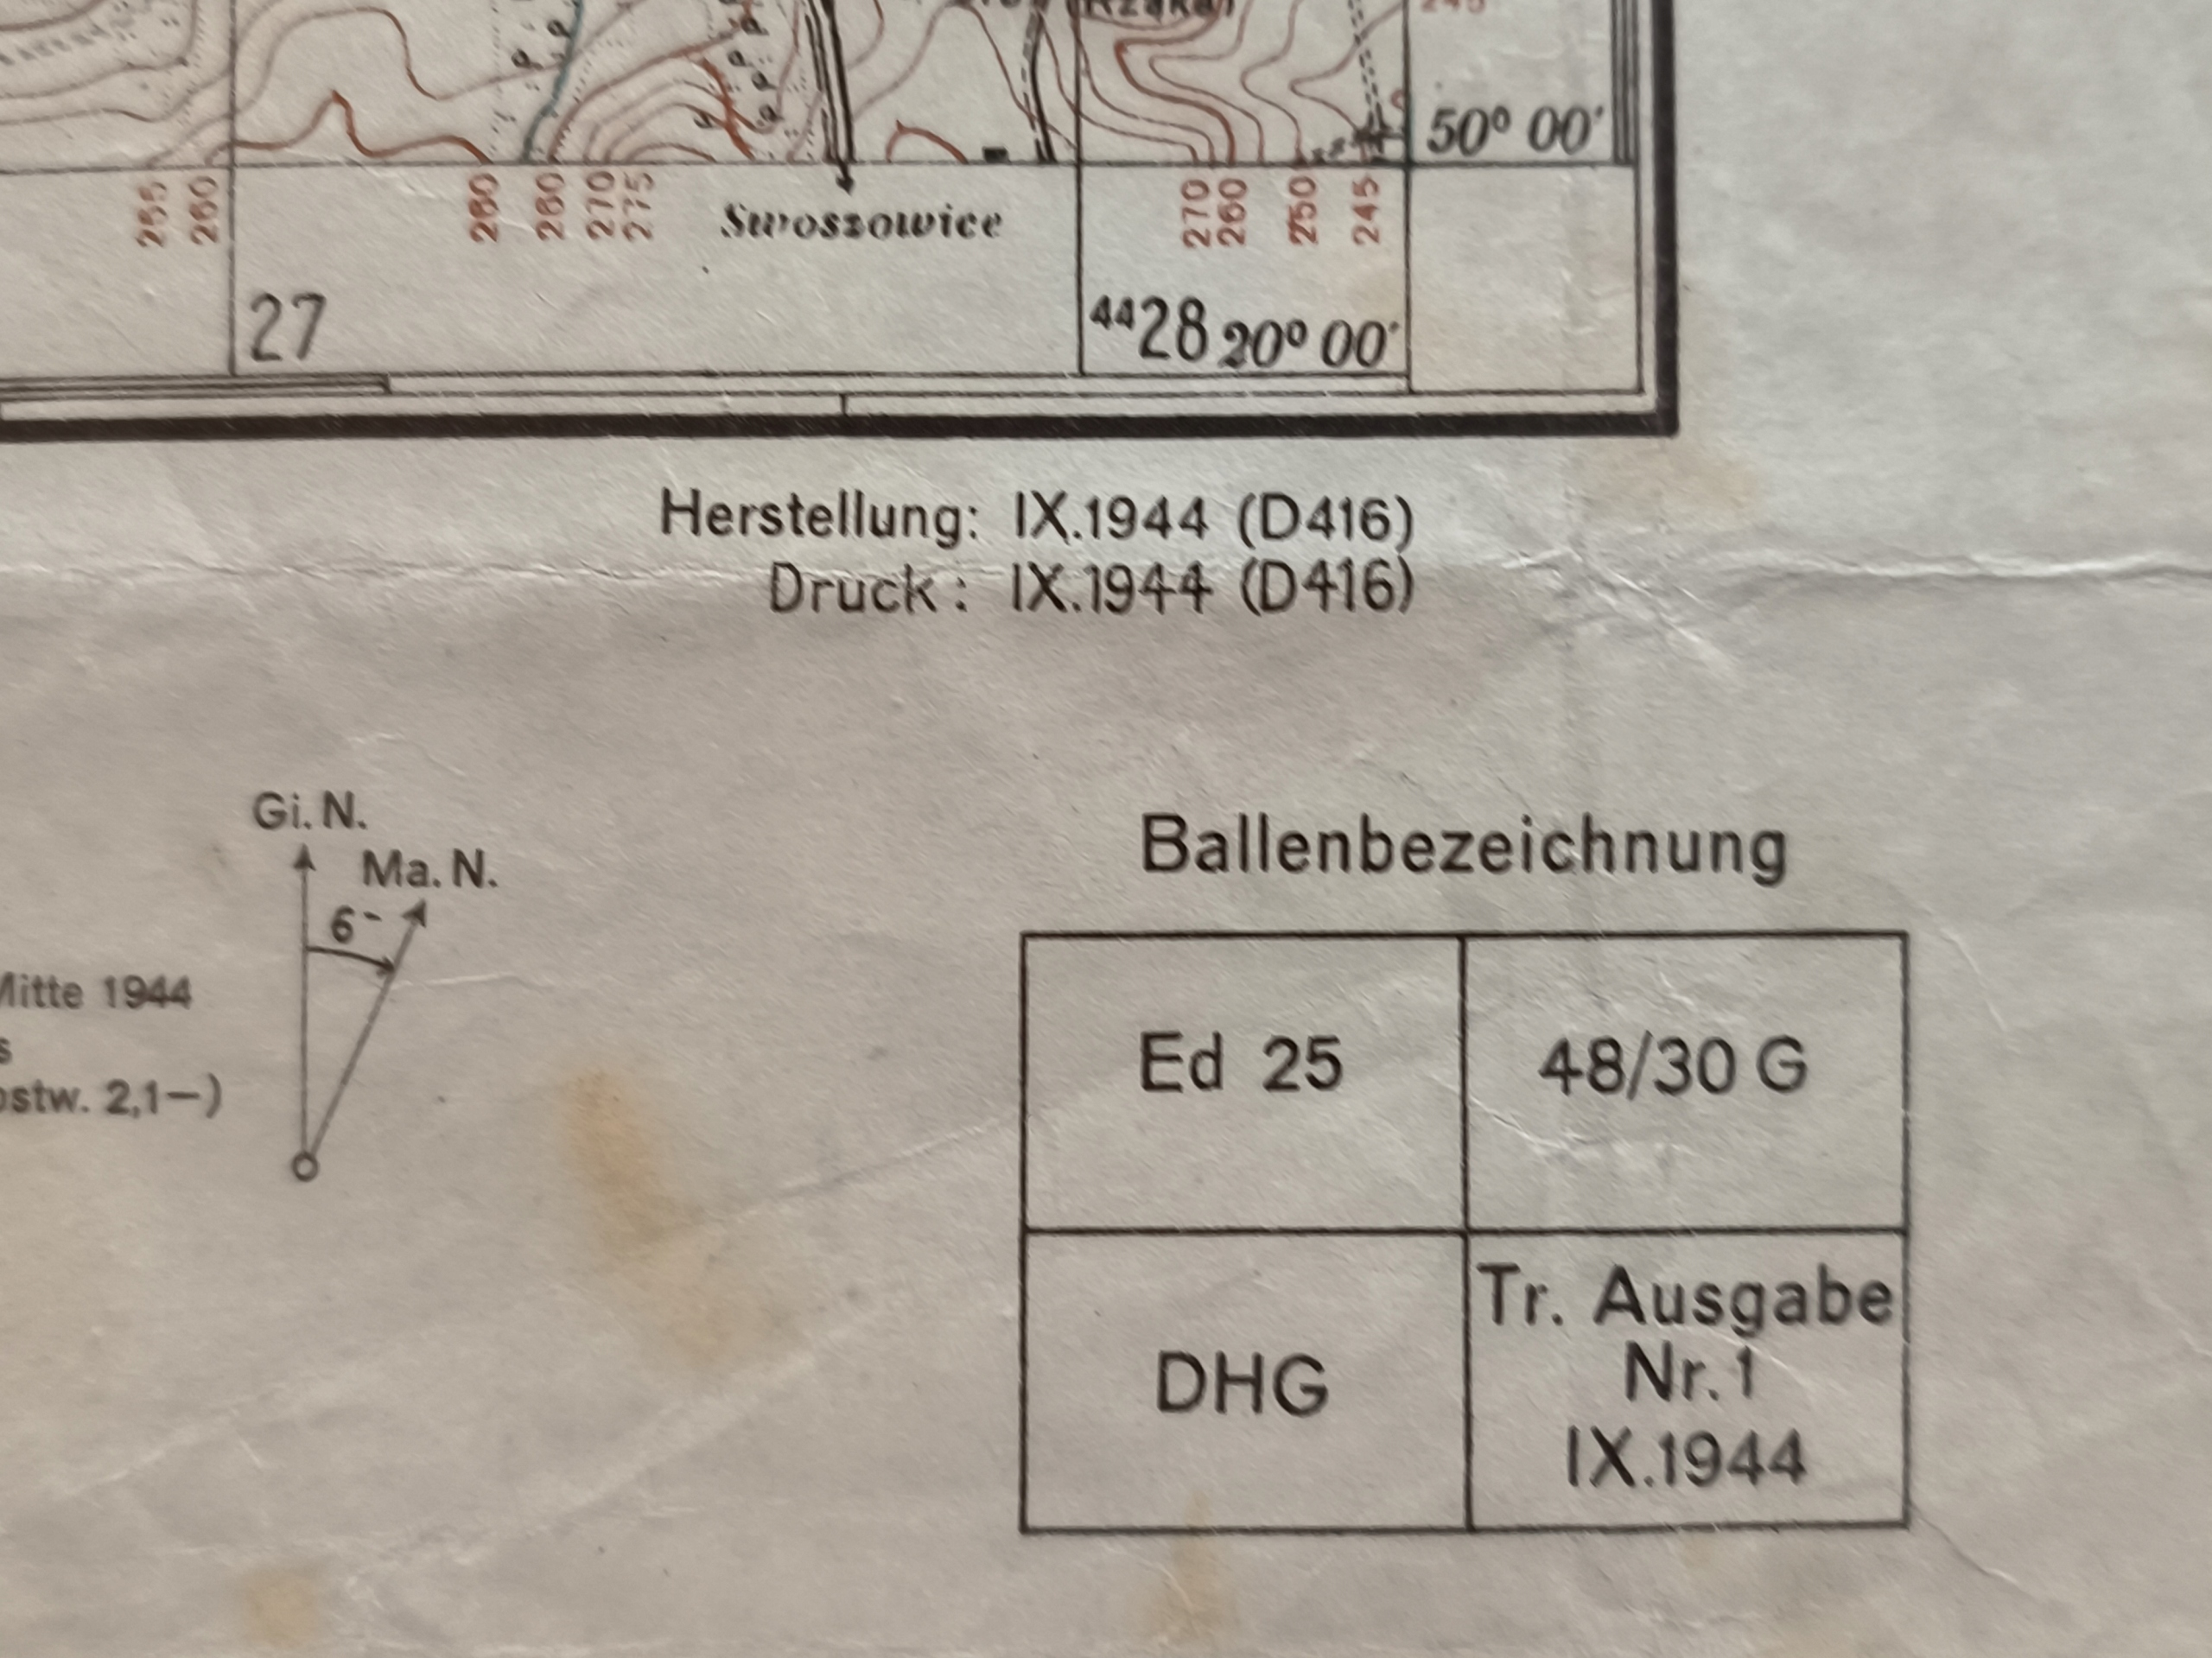 50° 00'
255 260 260 260 270 275 270 260 250 245
Swoszowice
27
4428 20° 00'
Herstellung: IX.1944 (D416)
Druck: IX.1944 (D416)
Gi. N.
Ma. N.
6-
Mitte 1944
2,1—)
Ballenbezeichnung
Ed 25
48/30 G
DHG
Tr. Ausgabe
Nr. 1
IX.1944